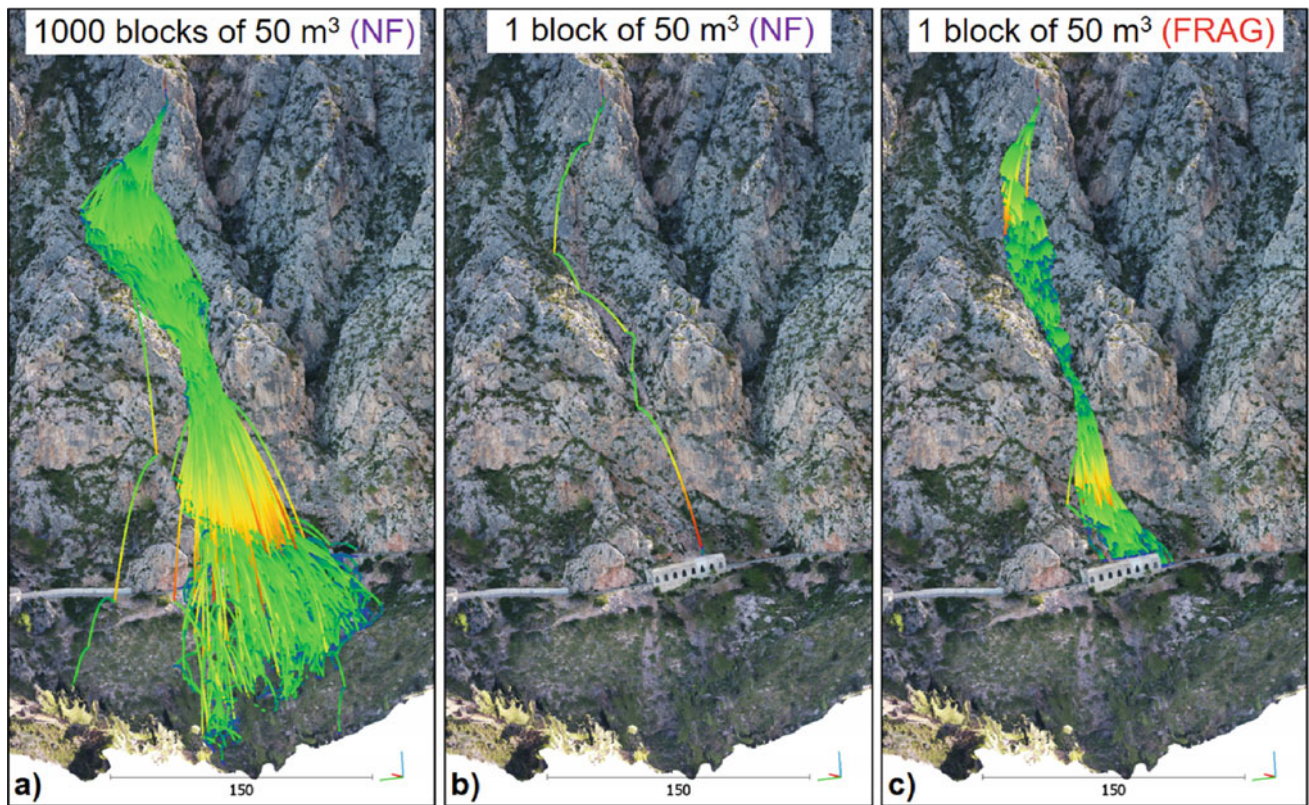 1000 blocks of 50 m³ (NF)
1 block of 50 m³ (NF)
1 block of 50 m³ (FRAG)
a)
150
b)
150
c)
150